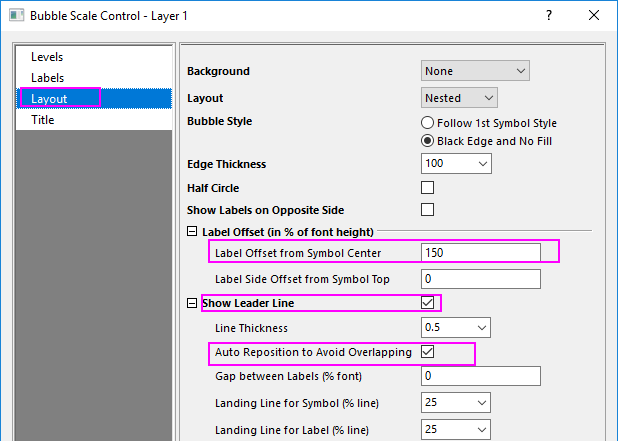 Bubble Scale Control - Layer 1
?
Levels
Labels
Layout
Title
Background None
Layout Nested
Bubble Style Follow 1st Symbol Style
Black Edge and No Fill
Edge Thickness 100
Half Circle
Show Labels on Opposite Side
Label Offset (in % of font height)
Label Offset from Symbol Center 150
Label Side Offset from Symbol Top 0
Show Leader Line
Line Thickness 0.5
Auto Reposition to Avoid Overlapping
Gap between Labels (% font) 0
Landing Line for Symbol (% line) 25
Landing Line for Label (% line) 25